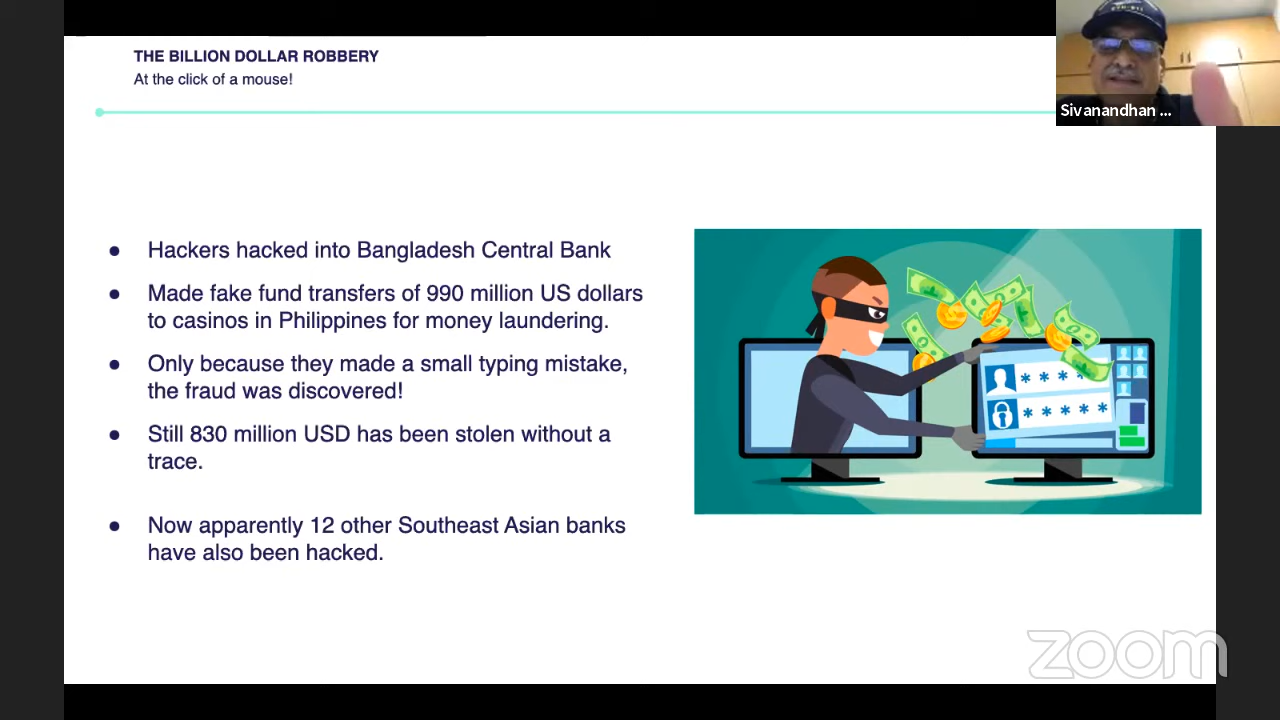 THE BILLION DOLLAR ROBBERY
At the click of a mouse!
Sivanandhan ...
● Hackers hacked into Bangladesh Central Bank
● Made fake fund transfers of 990 million US dollars
to casinos in Philippines for money laundering.
● Only because they made a small typing mistake,
the fraud was discovered!
● Still 830 million USD has been stolen without a
trace.
● Now apparently 12 other Southeast Asian banks
have also been hacked.
* * * *
* * * * *
zoom